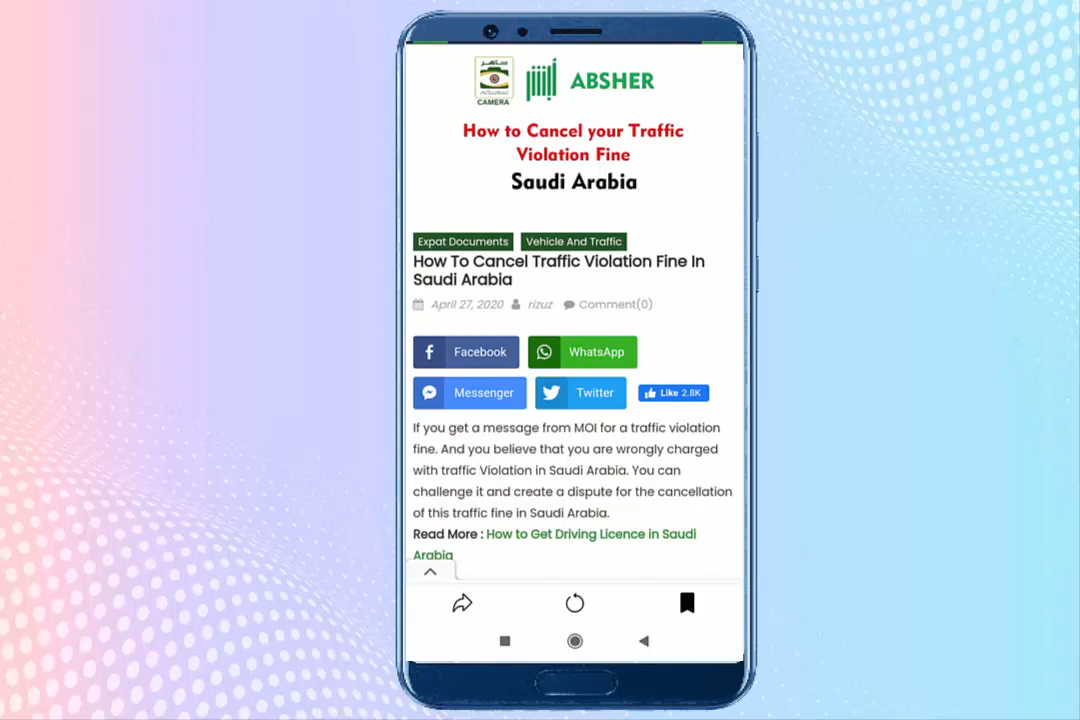 ساهر
CAMERA
أبشر
ABSHER
How to Cancel your Traffic
Violation Fine
Saudi Arabia
Expat Documents Vehicle And Traffic
How To Cancel Traffic Violation Fine In
Saudi Arabia
April 27, 2020 rizuz Comment(0)
Facebook WhatsApp
Messenger Twitter Like 2.8K
If you get a message from MOI for a traffic violation
fine. And you believe that you are wrongly charged
with traffic Violation in Saudi Arabia. You can
challenge it and create a dispute for the cancellation
of this traffic fine in Saudi Arabia.
Read More : How to Get Driving Licence in Saudi
Arabia